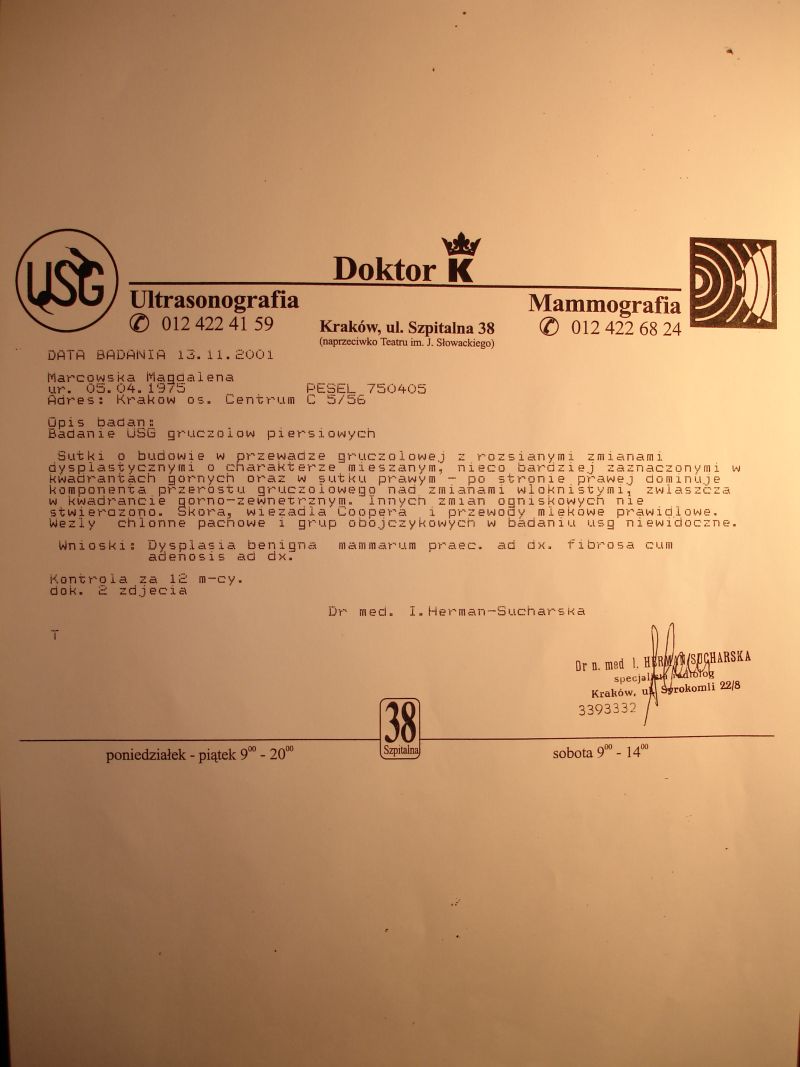 USG
Doktor K
Ultrasonografia
012 422 41 59
Mammografia
012 422 68 24
Kraków, ul. Szpitalna 38
(naprzeciwko Teatru im. J. Słowackiego)
DATA BADANIA 13.11.2001
Marcowska Magdalena
ur. 05.04.1975 PESEL 750405
Adres: Krakow os. Centrum C 5/56
Opis badan:
Badanie USG gruczolow piersiowych
Sutki o budowie w przewadze gruczolowej z rozsianymi zmianami
dysplastycznymi o charakterze mieszanym, nieco bardziej zaznaczonymi w
kwadrantach gornych oraz w sutku prawym - po stronie prawej dominuje
komponenta przerostu gruczolowego nad zmianami wloknistymi, zwlaszcza
w kwadrancie gorno-zewnetrznym. Innych zmian ogniskowych nie
stwierdzono. Skora, wiezadla Coopera i przewody mlekowe prawidlowe.
Wezly chlonne pachowe i grup obojczykowych w badaniu usg niewidoczne.
Wnioski: Dysplasia benigna mammarum praec. ad dx. fibrosa cum
adenosis ad dx.
Kontrola za 12 m-cy.
dok. 2 zdjecia
Dr med. I.Herman-Sucharska
T
Dr n. med I. HERMAN-SUCHARSKA
specjalista radiolog
Kraków, ul. Syrokomli 22/8
3393332
38
Szpitalna
poniedziałek - piątek 9⁰⁰ - 20⁰⁰
sobota 9⁰⁰ - 14⁰⁰